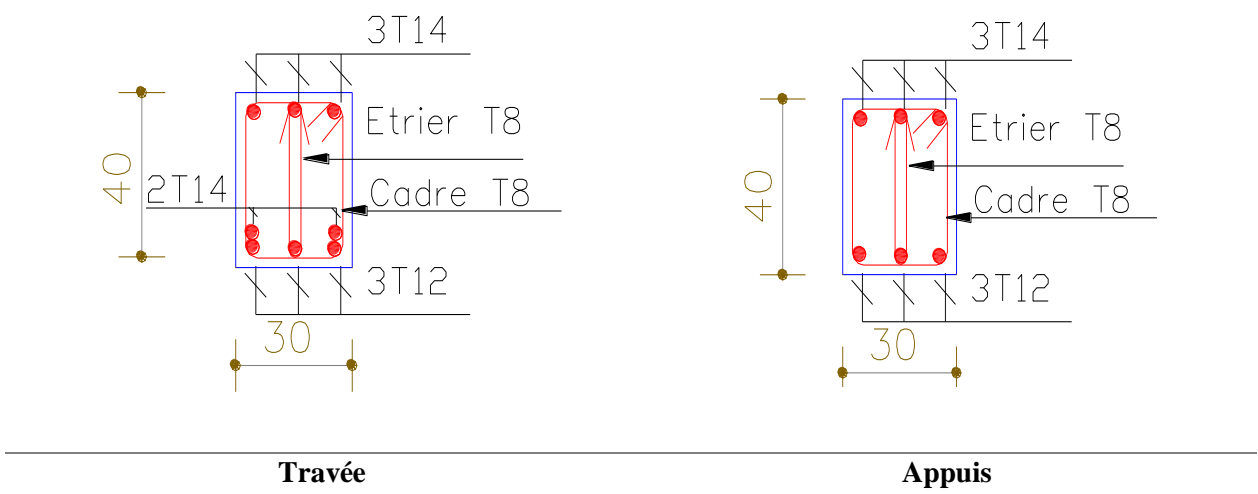 3T14
Etrier T8
40
2T14
Cadre T8
3T12
30
Travée
3T14
Etrier T8
40
Cadre T8
3T12
30
Appuis